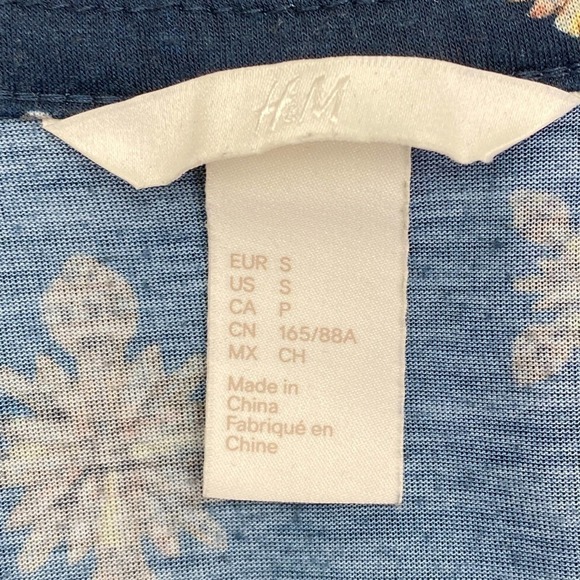 H&M
EUR S
US S
CA P
CN 165/88A
MX CH
Made in
China
Fabriqué en
Chine